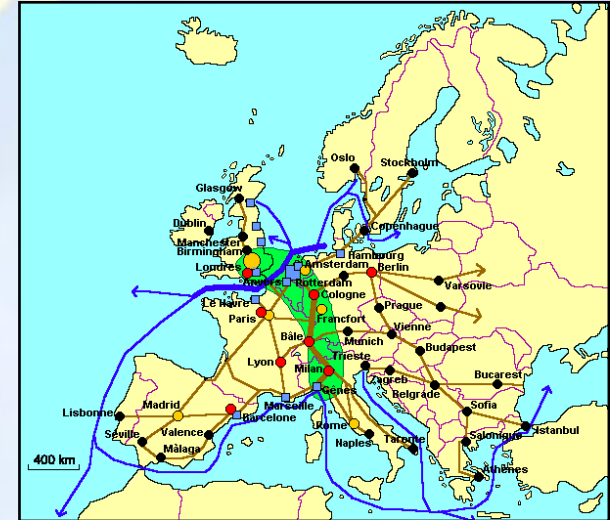 Oslo
Stockholm
Glasgow
Dublin
Copenhague
Manchester
Birmingham
Hambourg
Amsterdam
Londres
Berlin
Anvers
Rotterdam
Varsovie
Cologne
Le Havre
Prague
Paris
Francfort
Vienne
Bâle
Munich
Budapest
Lyon
Trieste
Milan
Zagreb
Bucarest
Gênes
Belgrade
Marseille
Madrid
Lisbonne
Barcelone
Sofia
Rome
Istanbul
Séville
Valence
Naples
Tarente
Salonique
Màlaga
400 km
Athènes